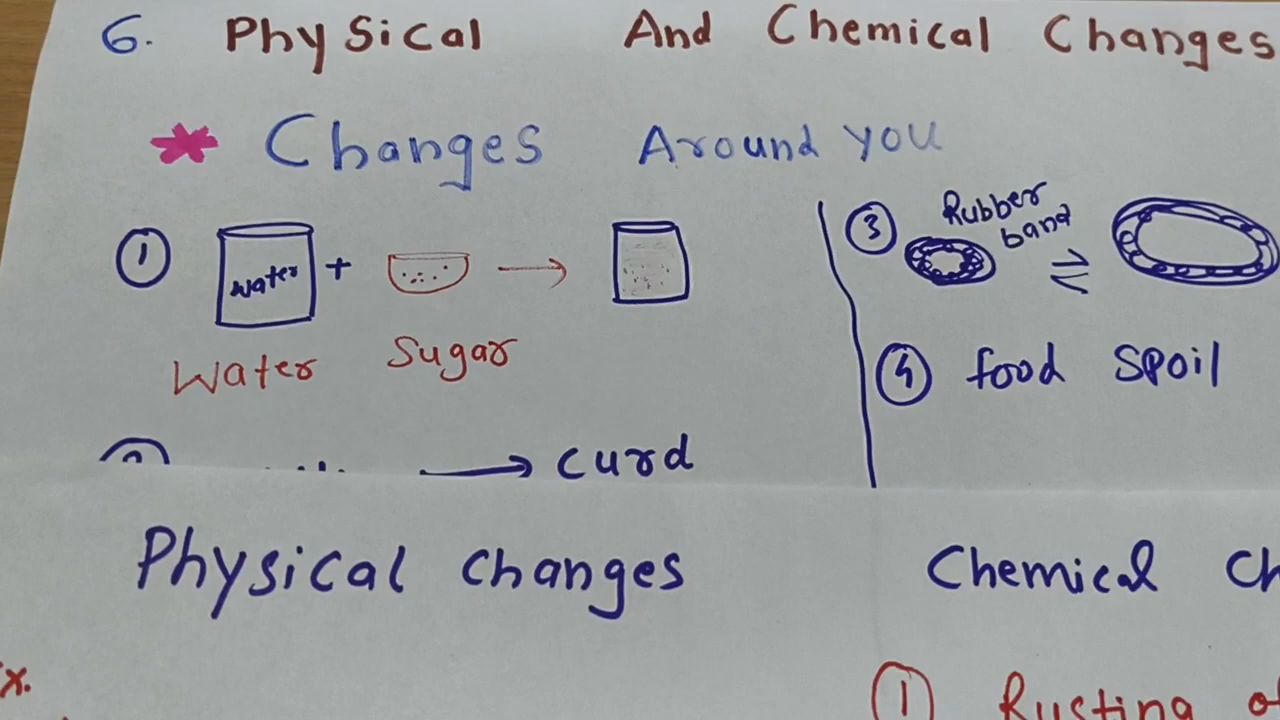 6. Physical And Chemical Changes
* Changes Around you
① water + →
Water Sugar
→ curd
③ Rubber band ⇌
④ food spoil
Physical changes
Chemical
① Rusting of